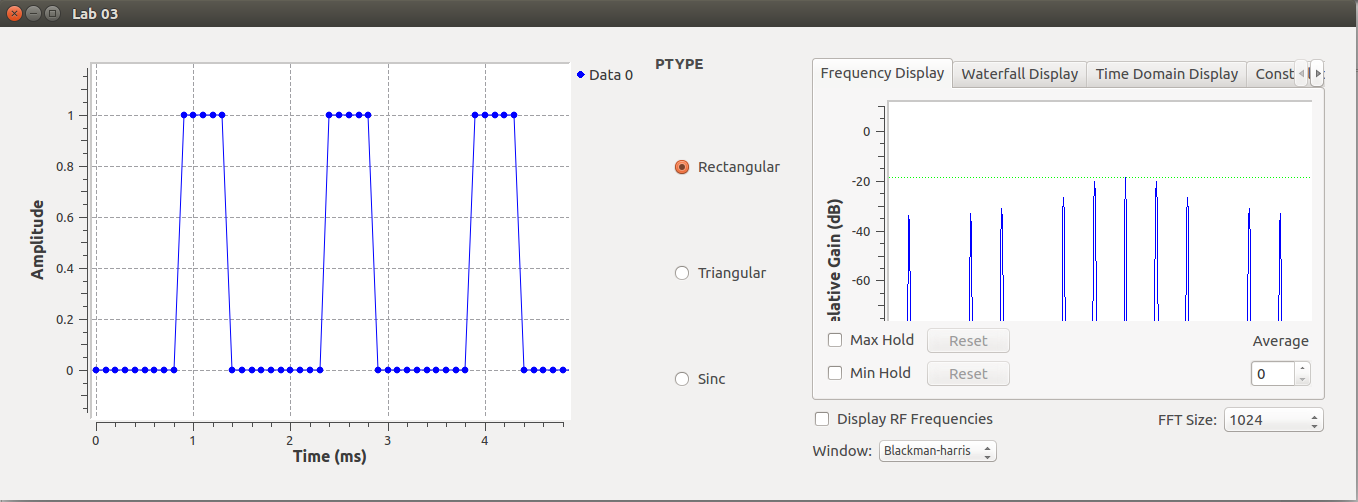 Lab 03
Data 0
PTYPE
Rectangular
Triangular
Sinc
Amplitude
1
0.8
0.6
0.4
0.2
0
0 1 2 3 4
Time (ms)
Frequency Display Waterfall Display Time Domain Display Const
elative Gain (dB)
0
-20
-40
-60
Max Hold Reset Average
Min Hold Reset 0
Display RF Frequencies FFT Size: 1024
Window: Blackman-harris